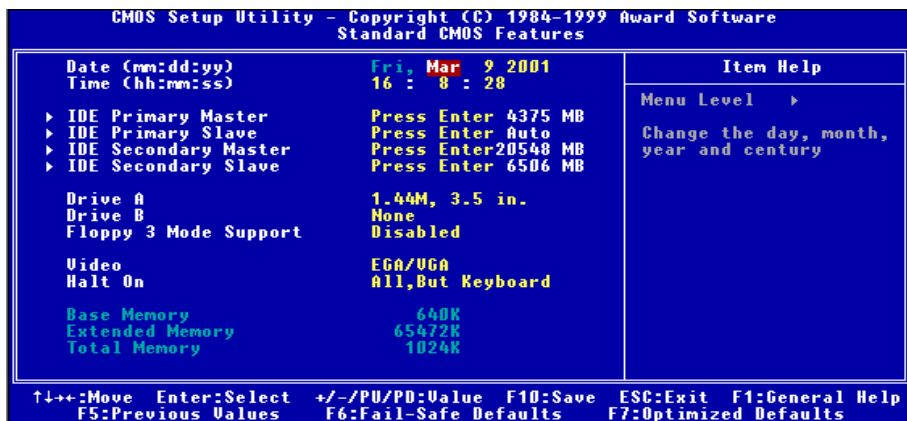 CMOS Setup Utility - Copyright (C) 1984-1999 Award Software
Standard CMOS Features
Date (mm:dd:yy) Fri, Mar 9 2001
Time (hh:mm:ss) 16 : 8 : 28
IDE Primary Master Press Enter 4375 MB
IDE Primary Slave Press Enter Auto
IDE Secondary Master Press Enter20548 MB
IDE Secondary Slave Press Enter 6506 MB
Drive A 1.44M, 3.5 in.
Drive B None
Floppy 3 Mode Support Disabled
Video EGA/VGA
Halt On All,But Keyboard
Base Memory 640K
Extended Memory 65472K
Total Memory 1024K
Item Help
Menu Level ▸
Change the day, month,
year and century
↑↓→←:Move Enter:Select +/-/PU/PD:Value F10:Save ESC:Exit F1:General Help
F5:Previous Values F6:Fail-Safe Defaults F7:Optimized Defaults